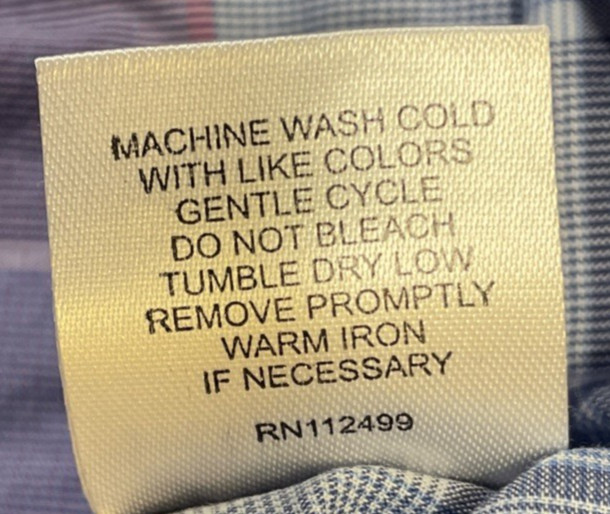 MACHINE WASH COLD
WITH LIKE COLORS
GENTLE CYCLE
DO NOT BLEACH
TUMBLE DRY LOW
REMOVE PROMPTLY
WARM IRON
IF NECESSARY
RN112499